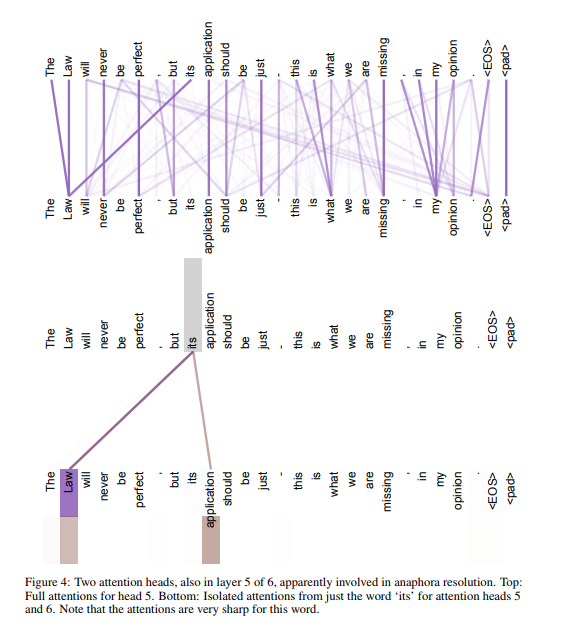 The Law will never be perfect , but its application should be just - this is what we are missing , in my opinion . <EOS> <pad>
The Law will never be perfect , but its application should be just - this is what we are missing , in my opinion . <EOS> <pad>
The Law will never be perfect , but its application should be just - this is what we are missing , in my opinion . <EOS> <pad>
The Law will never be perfect , but its application should be just - this is what we are missing , in my opinion . <EOS> <pad>
Figure 4: Two attention heads, also in layer 5 of 6, apparently involved in anaphora resolution. Top:
Full attentions for head 5. Bottom: Isolated attentions from just the word ‘its’ for attention heads 5
and 6. Note that the attentions are very sharp for this word.